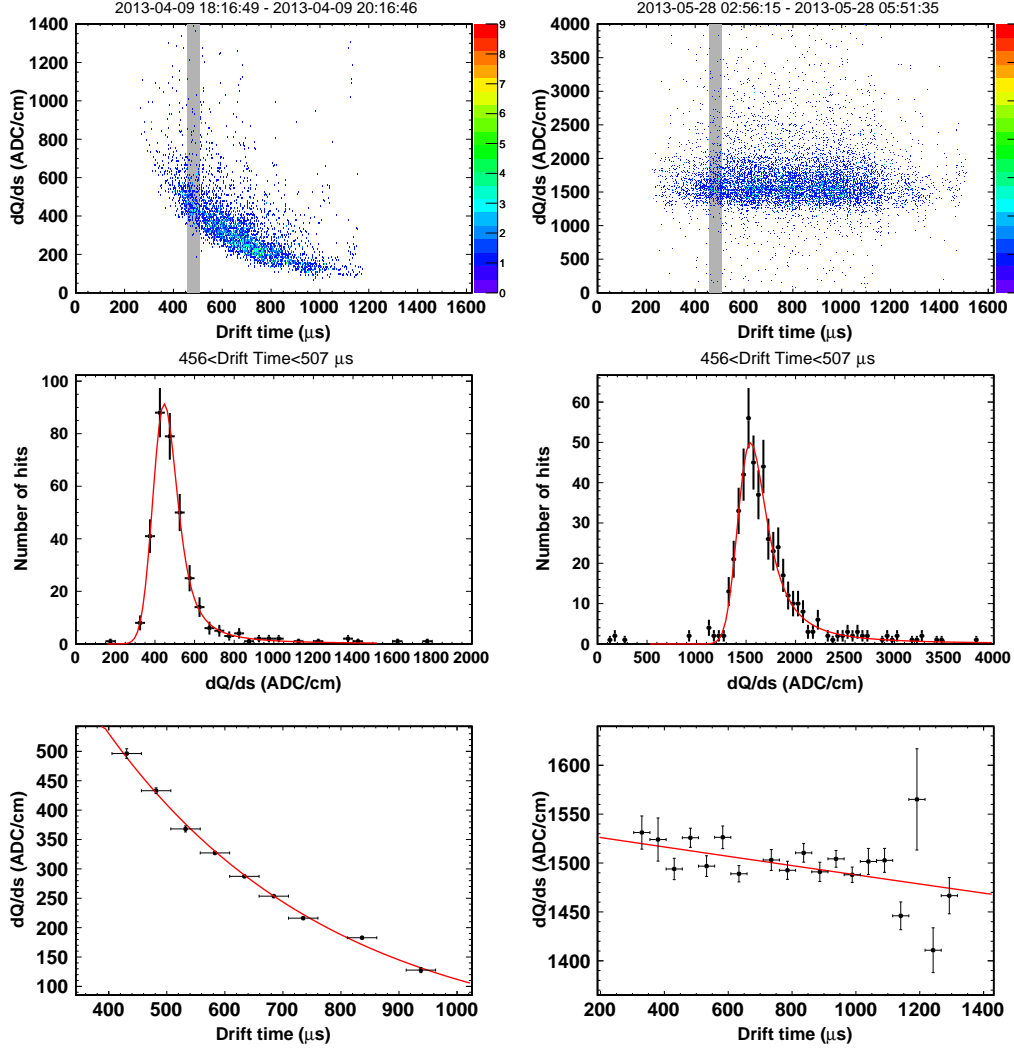 2013-04-09 18:16:49 - 2013-04-09 20:16:46
dQ/ds (ADC/cm)
1400
1200
1000
800
600
400
200
0
0 200 400 600 800 1000 1200 1400 1600
Drift time (μs)
9
8
7
6
5
4
3
2
1
0
2013-05-28 02:56:15 - 2013-05-28 05:51:35
dQ/ds (ADC/cm)
4000
3500
3000
2500
2000
1500
1000
500
0
0 200 400 600 800 1000 1200 1400 1600
Drift time (μs)
456<Drift Time<507 μs
Number of hits
100
80
60
40
20
0
0 200 400 600 800 1000 1200 1400 1600 1800 2000
dQ/ds (ADC/cm)
456<Drift Time<507 μs
Number of hits
60
50
40
30
20
10
0
0 500 1000 1500 2000 2500 3000 3500 4000
dQ/ds (ADC/cm)
dQ/ds (ADC/cm)
500
450
400
350
300
250
200
150
100
400 500 600 700 800 900 1000
Drift time (μs)
dQ/ds (ADC/cm)
1600
1550
1500
1450
1400
200 400 600 800 1000 1200 1400
Drift time (μs)